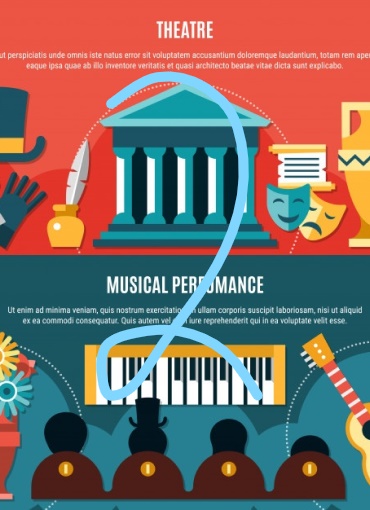 THEATRE
ut perspiciatis unde omnis iste natus error sit voluptatem accusantium doloremque laudantium, totam rem aper
eaque ipsa quae ab illo inventore veritatis et quasi architecto beatae vitae dicta sunt explicabo.
2
MUSICAL PERFOMANCE
Ut enim ad minima veniam, quis nostrum exercitation ullam corporis suscipit laboriosam, nisi ut aliquid
ex ea commodi consequatur. Quis autem vel iure reprehenderit qui in ea voluptate velit esse.